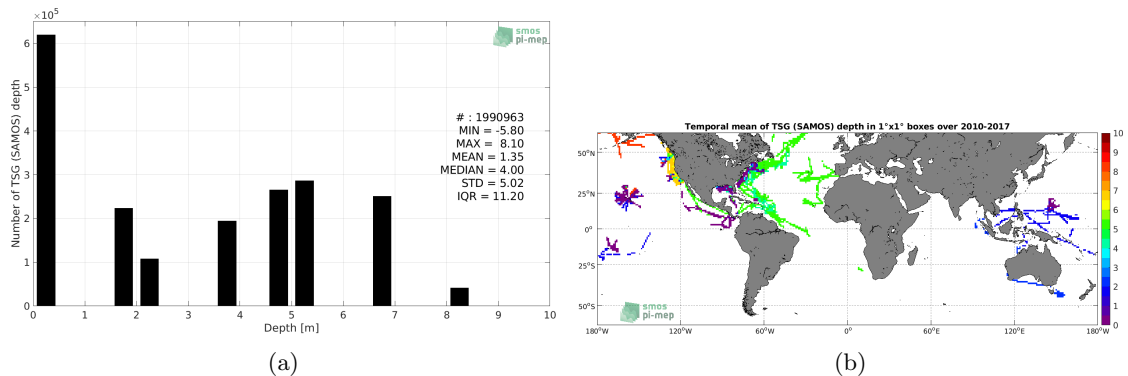 ×10⁵
smos
pi-mep
6
5
4
3
2
1
0
Number of TSG (SAMOS) depth
# : 1990963
MIN = -5.80
MAX = 8.10
MEAN = 1.35
MEDIAN = 4.00
STD = 5.02
IQR = 11.20
0 1 2 3 4 5 6 7 8 9 10
Depth [m]
(a)
Temporal mean of TSG (SAMOS) depth in 1°x1° boxes over 2010-2017
50°N
25°N
0°
25°S
50°S
smos
pi-mep
180°W 120°W 60°W 0° 60°E 120°E 180°W
10
9
8
7
6
5
4
3
2
1
0
(b)